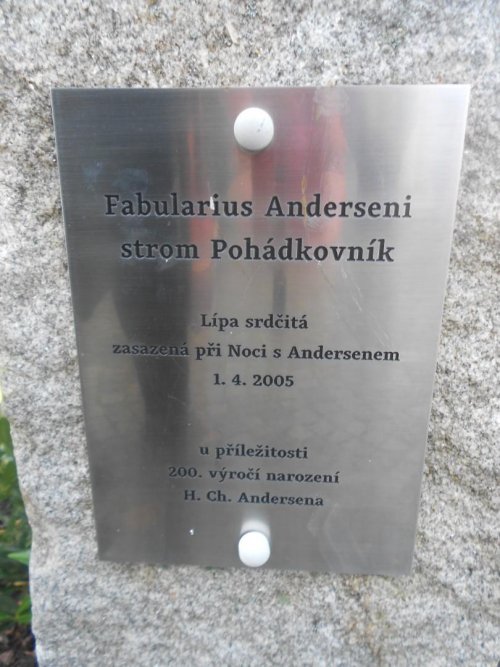 Fabularius Anderseni
strom Pohádkovník
Lípa srdčitá
zasazená při Noci s Andersenem
1. 4. 2005
u příležitosti
200. výročí narození
H. Ch. Andersena